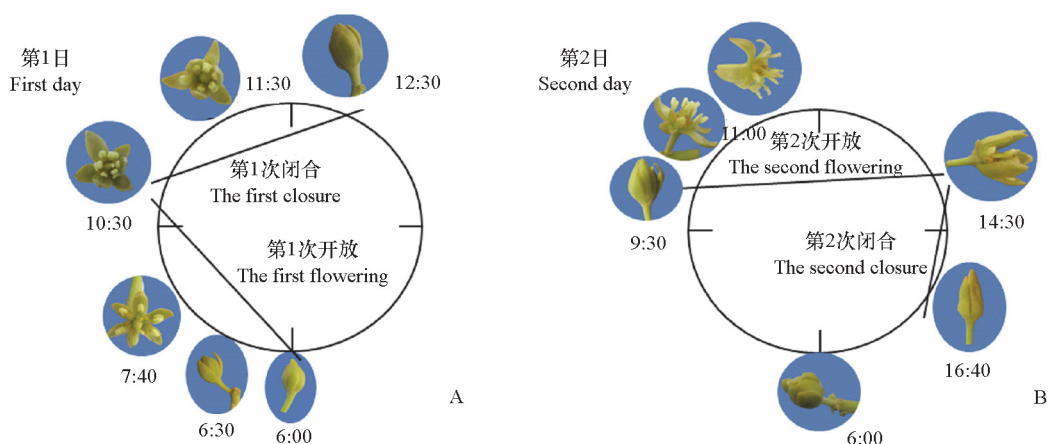 第1日
First day
11:30
12:30
10:30
第1次闭合
The first closure
第1次开放
The first flowering
7:40
6:30
6:00
A
第2日
Second day
11:00
第2次开放
The second flowering
9:30
14:30
第2次闭合
The second closure
16:40
6:00
B